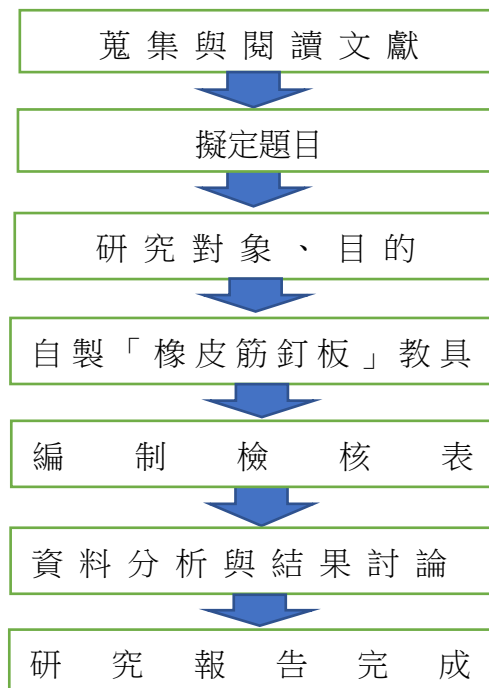 蒐集與閱讀文獻
擬定題目
研究對象、目的
自製「橡皮筋釘板」教具
編制檢核表
資料分析與結果討論
研究報告完成